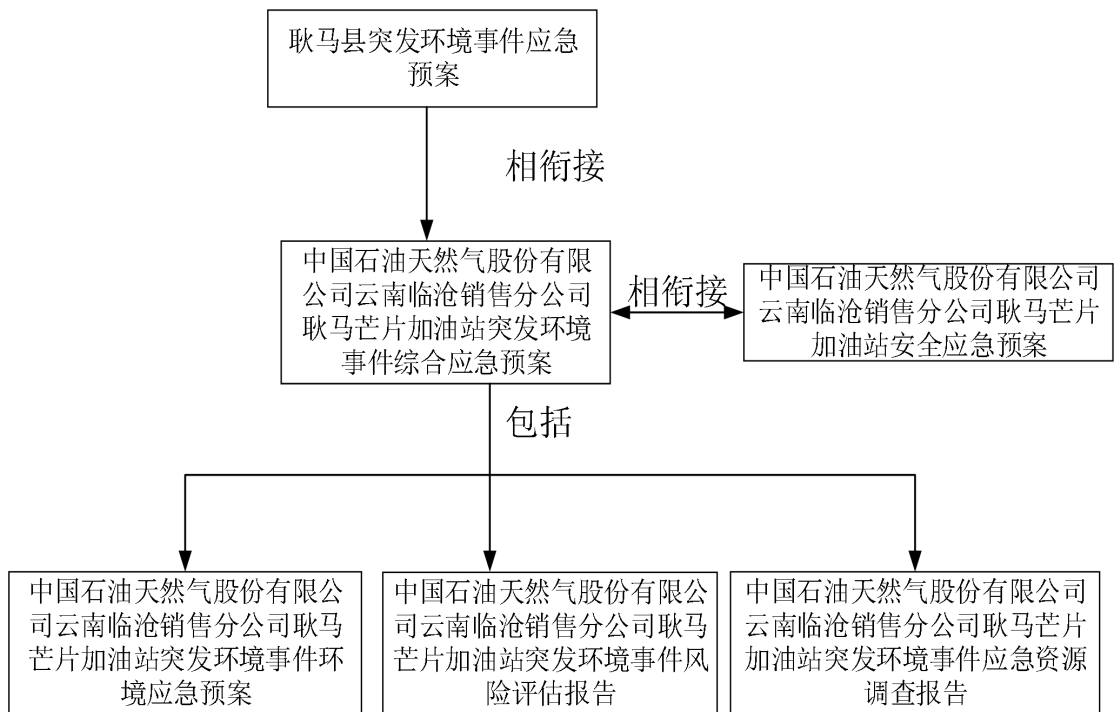 耿马县突发环境事件应急
预案
相衔接
中国石油天然气股份有限
公司云南临沧销售分公司
耿马芒片加油站突发环境
事件综合应急预案
相衔接
中国石油天然气股份有限公司
云南临沧销售分公司耿马芒片
加油站安全应急预案
包括
中国石油天然气股份有限公
司云南临沧销售分公司耿马
芒片加油站突发环境事件环
境应急预案
中国石油天然气股份有限公
司云南临沧销售分公司耿马
芒片加油站突发环境事件风
险评估报告
中国石油天然气股份有限公司
云南临沧销售分公司耿马芒片
加油站突发环境事件应急资源
调查报告